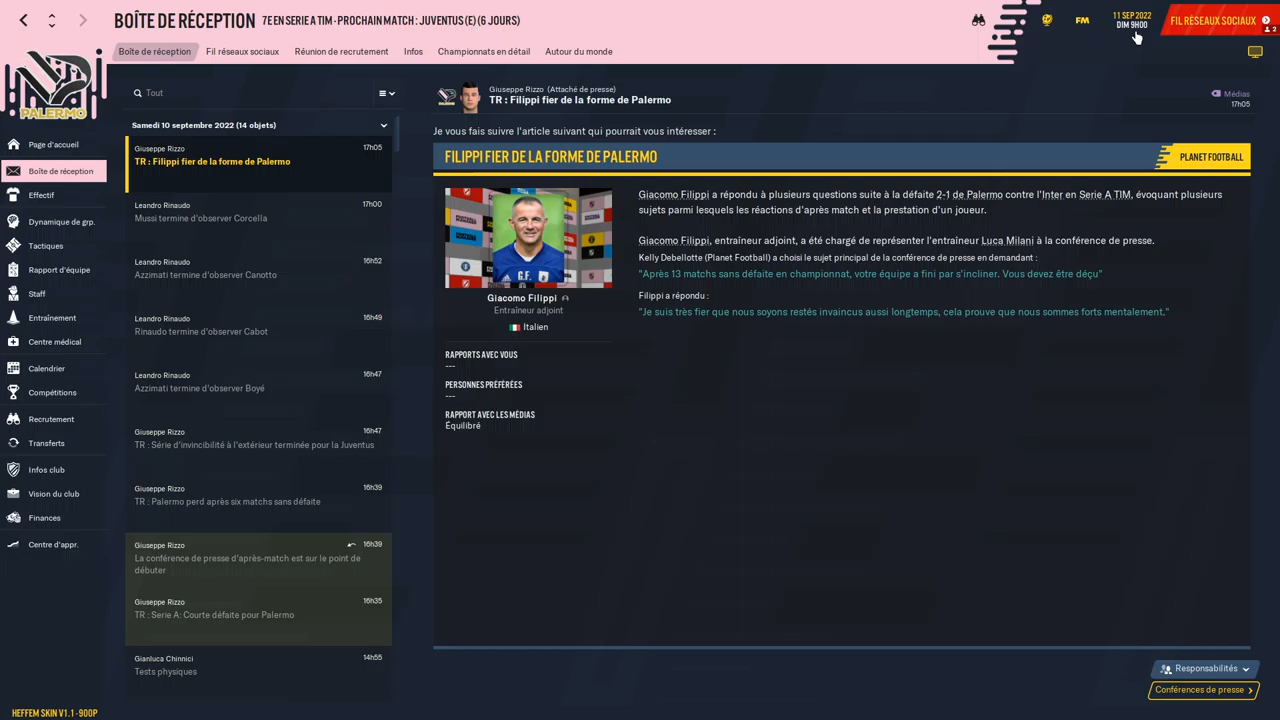 BOÎTE DE RÉCEPTION 7E EN SERIE A TIM - PROCHAIN MATCH : JUVENTUS (E) (6 JOURS)
FM
11 SEP 2022
DIM 9H00
FIL RÉSEAUX SOCIAUX
2
Boîte de réception Fil réseaux sociaux Réunion de recrutement Infos Championnats en détail Autour du monde
PALERMO
Page d'accueil
Boîte de réception
Effectif
Dynamique de grp.
Tactiques
Rapport d'équipe
Staff
Entraînement
Centre médical
Calendrier
Compétitions
Recrutement
Transferts
Infos club
Vision du club
Finances
Centre d'appr.
HEFFEM SKIN V1.1 - 900P
Tout
Samedi 10 septembre 2022 (14 objets)
Giuseppe Rizzo 17h05
TR : Filippi fier de la forme de Palermo
Leandro Rinaudo 17h00
Mussi termine d'observer Corcella
Leandro Rinaudo 16h52
Azzimati termine d'observer Canotto
Leandro Rinaudo 16h49
Rinaudo termine d'observer Cabot
Leandro Rinaudo 16h47
Azzimati termine d'observer Boyé
Giuseppe Rizzo 16h47
TR : Série d'invincibilité à l'extérieur terminée pour la Juventus
Giuseppe Rizzo 16h39
TR : Palermo perd après six matchs sans défaite
Giuseppe Rizzo 16h39
La conférence de presse d'après-match est sur le point de
débuter
Giuseppe Rizzo 16h35
TR : Serie A: Courte défaite pour Palermo
Gianluca Chinnici 14h55
Tests physiques
Giuseppe Rizzo (Attaché de presse)
TR : Filippi fier de la forme de Palermo
Médias
17h05
Je vous fais suivre l'article suivant qui pourrait vous intéresser :
FILIPPI FIER DE LA FORME DE PALERMO
PLANET FOOTBALL
G.F.
Giacomo Filippi
Entraîneur adjoint
Italien
RAPPORTS AVEC VOUS
---
PERSONNES PRÉFÉRÉES
---
RAPPORT AVEC LES MÉDIAS
Équilibré
Giacomo Filippi a répondu à plusieurs questions suite à la défaite 2-1 de Palermo contre l'Inter en Serie A TIM, évoquant plusieurs
sujets parmi lesquels les réactions d'après match et la prestation d'un joueur.
Giacomo Filippi, entraîneur adjoint, a été chargé de représenter l'entraîneur Luca Milani à la conférence de presse.
Kelly Debellotte (Planet Football) a choisi le sujet principal de la conférence de presse en demandant :
"Après 13 matchs sans défaite en championnat, votre équipe a fini par s'incliner. Vous devez être déçu"
Filippi a répondu :
"Je suis très fier que nous soyons restés invaincus aussi longtemps, cela prouve que nous sommes forts mentalement."
Responsabilités
Conférences de presse